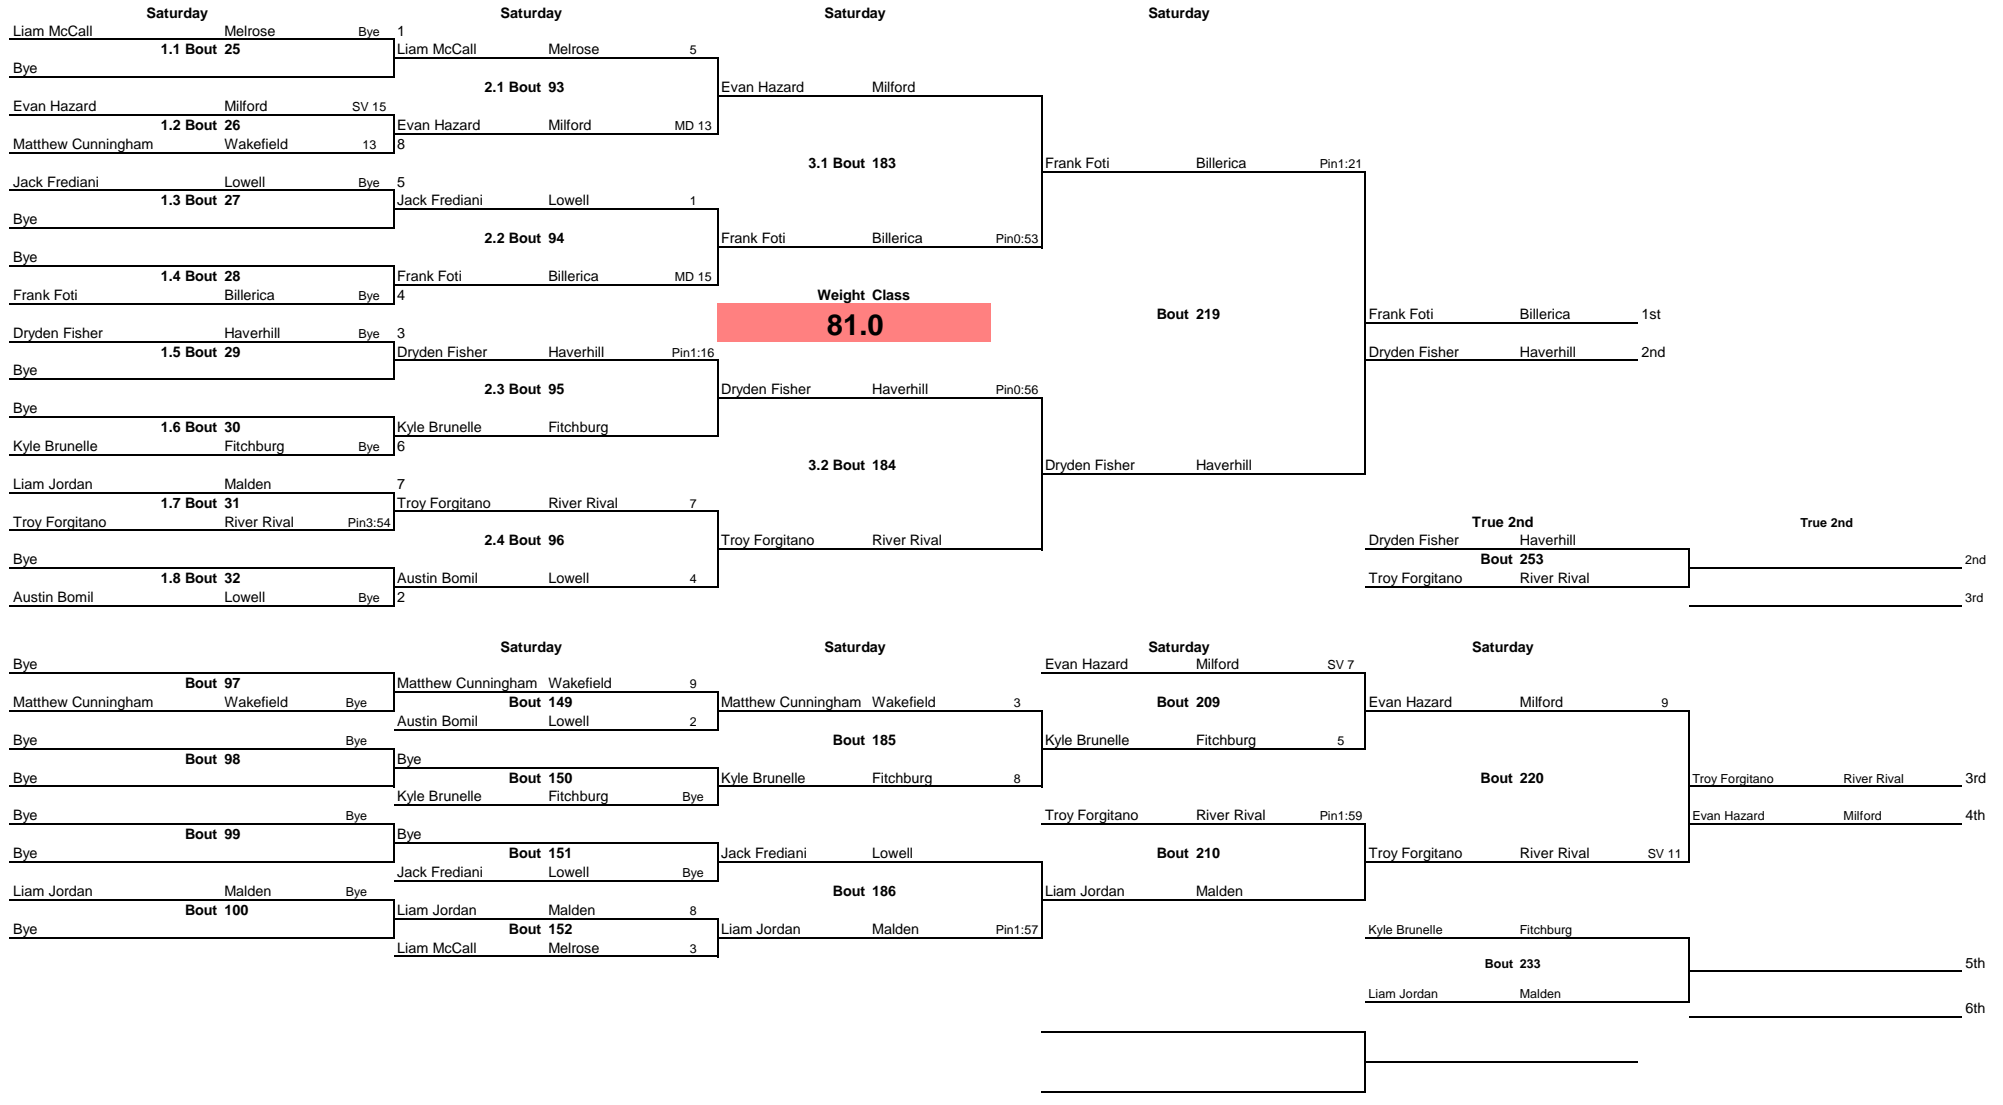 Saturday Saturday Saturday Saturday
Liam McCall Melrose Bye 1
1.1 Bout 25 Liam McCall Melrose 5
Bye
2.1 Bout 93 Evan Hazard Milford
Evan Hazard Milford SV 15
1.2 Bout 26 Evan Hazard Milford MD 13
Matthew Cunningham Wakefield 13 8
3.1 Bout 183 Frank Foti Billerica Pin1:21
Jack Frediani Lowell Bye 5
1.3 Bout 27 Jack Frediani Lowell 1
Bye
2.2 Bout 94 Frank Foti Billerica Pin0:53
Bye
1.4 Bout 28 Frank Foti Billerica MD 15
Frank Foti Billerica Bye 4 Weight Class
81.0 Bout 219 Frank Foti Billerica 1st
Dryden Fisher Haverhill Bye 3
1.5 Bout 29 Dryden Fisher Haverhill Pin1:16 Dryden Fisher Haverhill 2nd
Bye
2.3 Bout 95 Dryden Fisher Haverhill Pin0:56
Bye
1.6 Bout 30 Kyle Brunelle Fitchburg
Kyle Brunelle Fitchburg Bye 6
3.2 Bout 184 Dryden Fisher Haverhill
Liam Jordan Malden 7
1.7 Bout 31 Troy Forgitano River Rival 7
Troy Forgitano River Rival Pin3:54 True 2nd True 2nd
2.4 Bout 96 Troy Forgitano River Rival Dryden Fisher Haverhill
Bye Bout 253 2nd
1.8 Bout 32 Austin Bomil Lowell 4 Troy Forgitano River Rival
Austin Bomil Lowell Bye 2 3rd
Saturday Saturday Saturday Saturday
Bye Evan Hazard Milford SV 7
Bout 97 Matthew Cunningham Wakefield 9
Matthew Cunningham Wakefield Bye Bout 149 Matthew Cunningham Wakefield 3 Bout 209 Evan Hazard Milford 9
Austin Bomil Lowell 2
Bye Bye Bout 185 Kyle Brunelle Fitchburg 5
Bout 98 Bye
Bye Bout 150 Kyle Brunelle Fitchburg 8 Bout 220 Troy Forgitano River Rival 3rd
Kyle Brunelle Fitchburg Bye
Bye Bye Troy Forgitano River Rival Pin1:59 Evan Hazard Milford 4th
Bout 99 Bye
Bye Bout 151 Jack Frediani Lowell Bout 210 Troy Forgitano River Rival SV 11
Jack Frediani Lowell Bye
Liam Jordan Malden Bye Bout 186 Liam Jordan Malden
Bout 100 Liam Jordan Malden 8
Bye Bout 152 Liam Jordan Malden Pin1:57 Kyle Brunelle Fitchburg
Liam McCall Melrose 3
Bout 233 5th
Liam Jordan Malden
6th